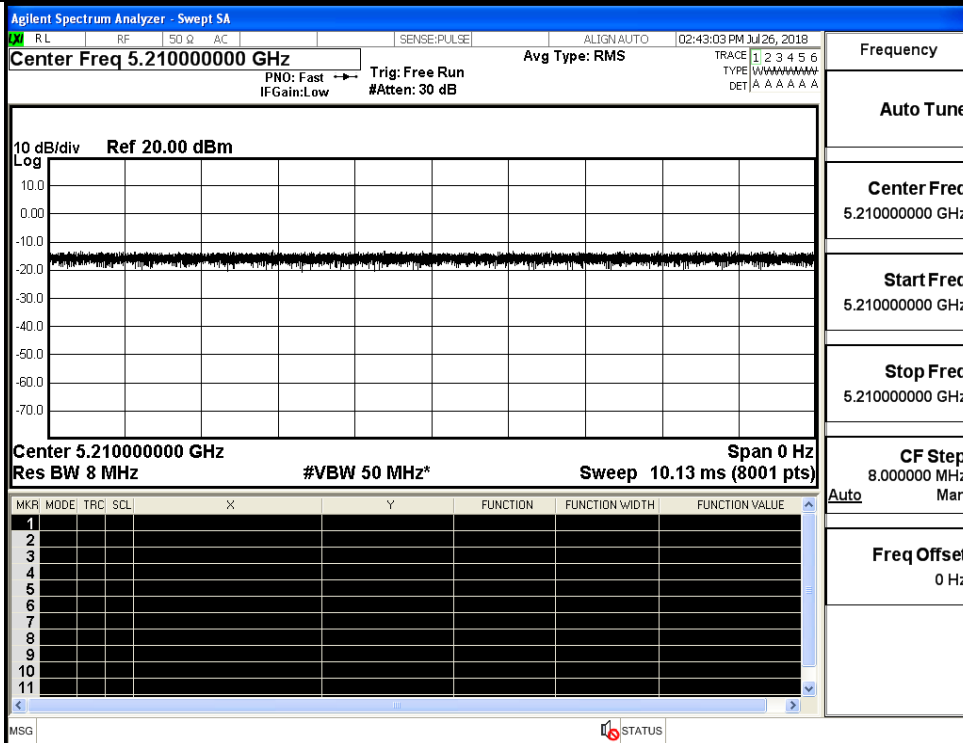 Agilent Spectrum Analyzer - Swept SA
LXI RL RF 50 Ω AC SENSE:PULSE ALIGN AUTO 02:43:03 PM Jul 26, 2018
Center Freq 5.210000000 GHz
Avg Type: RMS
TRACE 1 2 3 4 5 6
PNO: Fast
Trig: Free Run
TYPE WWWWWW
IFGain:Low
#Atten: 30 dB
DET A A A A A A
10 dB/div Ref 20.00 dBm
Log
10.0
0.00
-10.0
-20.0
-30.0
-40.0
-50.0
-60.0
-70.0
Center 5.210000000 GHz Span 0 Hz
Res BW 8 MHz #VBW 50 MHz* Sweep 10.13 ms (8001 pts)
MKR MODE TRC SCL X Y FUNCTION FUNCTION WIDTH FUNCTION VALUE
1
2
3
4
5
6
7
8
9
10
11
MSG STATUS
Frequency
Auto Tune
Center Freq
5.210000000 GHz
Start Freq
5.210000000 GHz
Stop Freq
5.210000000 GHz
CF Step
8.000000 MHz
Auto Man
Freq Offset
0 Hz